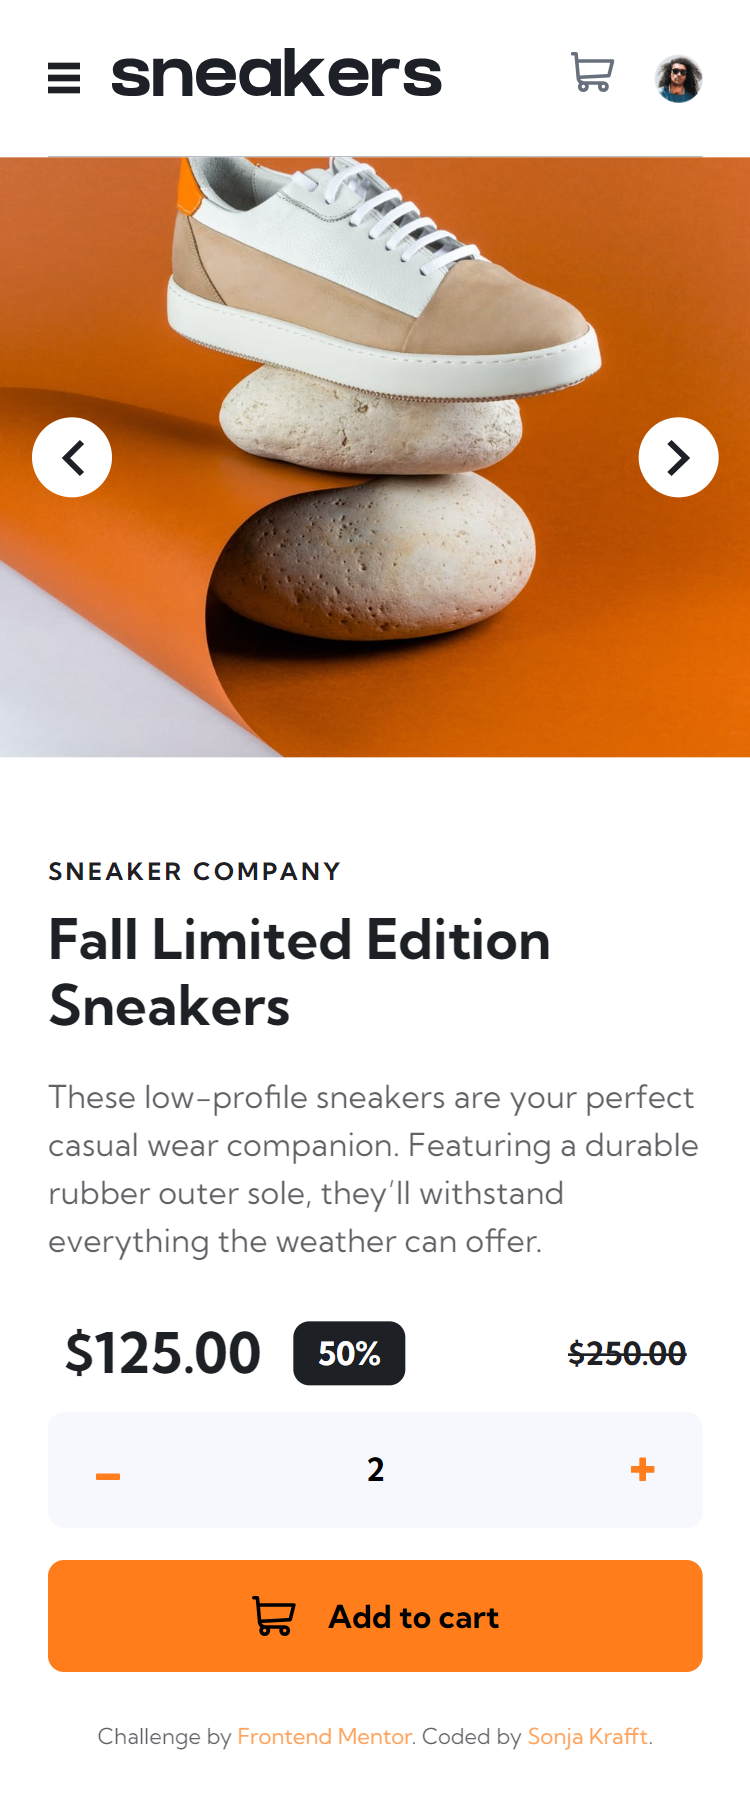 sneakers
SNEAKER COMPANY
Fall Limited Edition
Sneakers
These low-profile sneakers are your perfect
casual wear companion. Featuring a durable
rubber outer sole, they’ll withstand
everything the weather can offer.
$125.00 50% $250.00
– 2 +
Add to cart
Challenge by Frontend Mentor. Coded by Sonja Krafft.